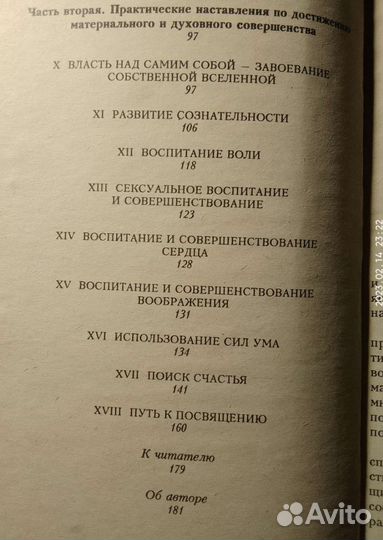 Часть вторая. Практические наставления по достижению
материального и духовного совершенства
97
X ВЛАСТЬ НАД САМИМ СОБОЙ — ЗАВОЕВАНИЕ
СОБСТВЕННОЙ ВСЕЛЕННОЙ
97
XI РАЗВИТИЕ СОЗНАТЕЛЬНОСТИ
106
XII ВОСПИТАНИЕ ВОЛИ
118
XIII СЕКСУАЛЬНОЕ ВОСПИТАНИЕ
И СОВЕРШЕНСТВОВАНИЕ
123
XIV ВОСПИТАНИЕ И СОВЕРШЕНСТВОВАНИЕ
СЕРДЦА
128
XV ВОСПИТАНИЕ И СОВЕРШЕНСТВОВАНИЕ
ВООБРАЖЕНИЯ
131
XVI ИСПОЛЬЗОВАНИЕ СИЛ УМА
134
XVII ПОИСК СЧАСТЬЯ
141
XVIII ПУТЬ К ПОСВЯЩЕНИЮ
160
К читателю
179
Об авторе
181
Avito